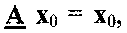 A x₀ = x₀,